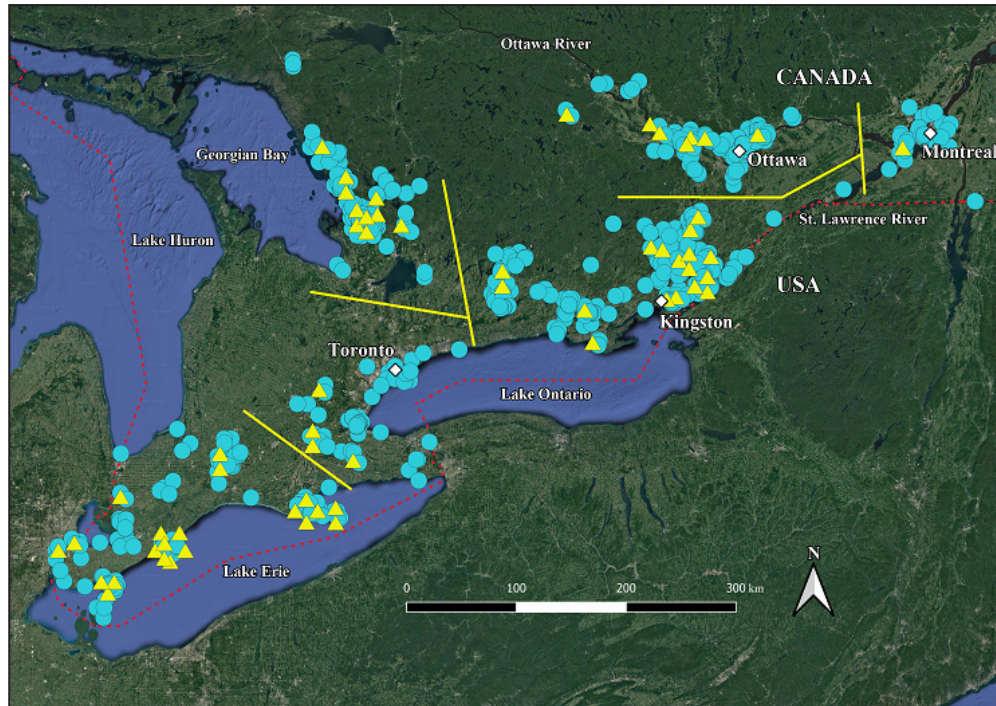 Ottawa River
CANADA
Georgian Bay
Ottawa
Montreal
St. Lawrence River
Lake Huron
USA
Kingston
Toronto
Lake Ontario
N
Lake Erie
0 100 200 300 km